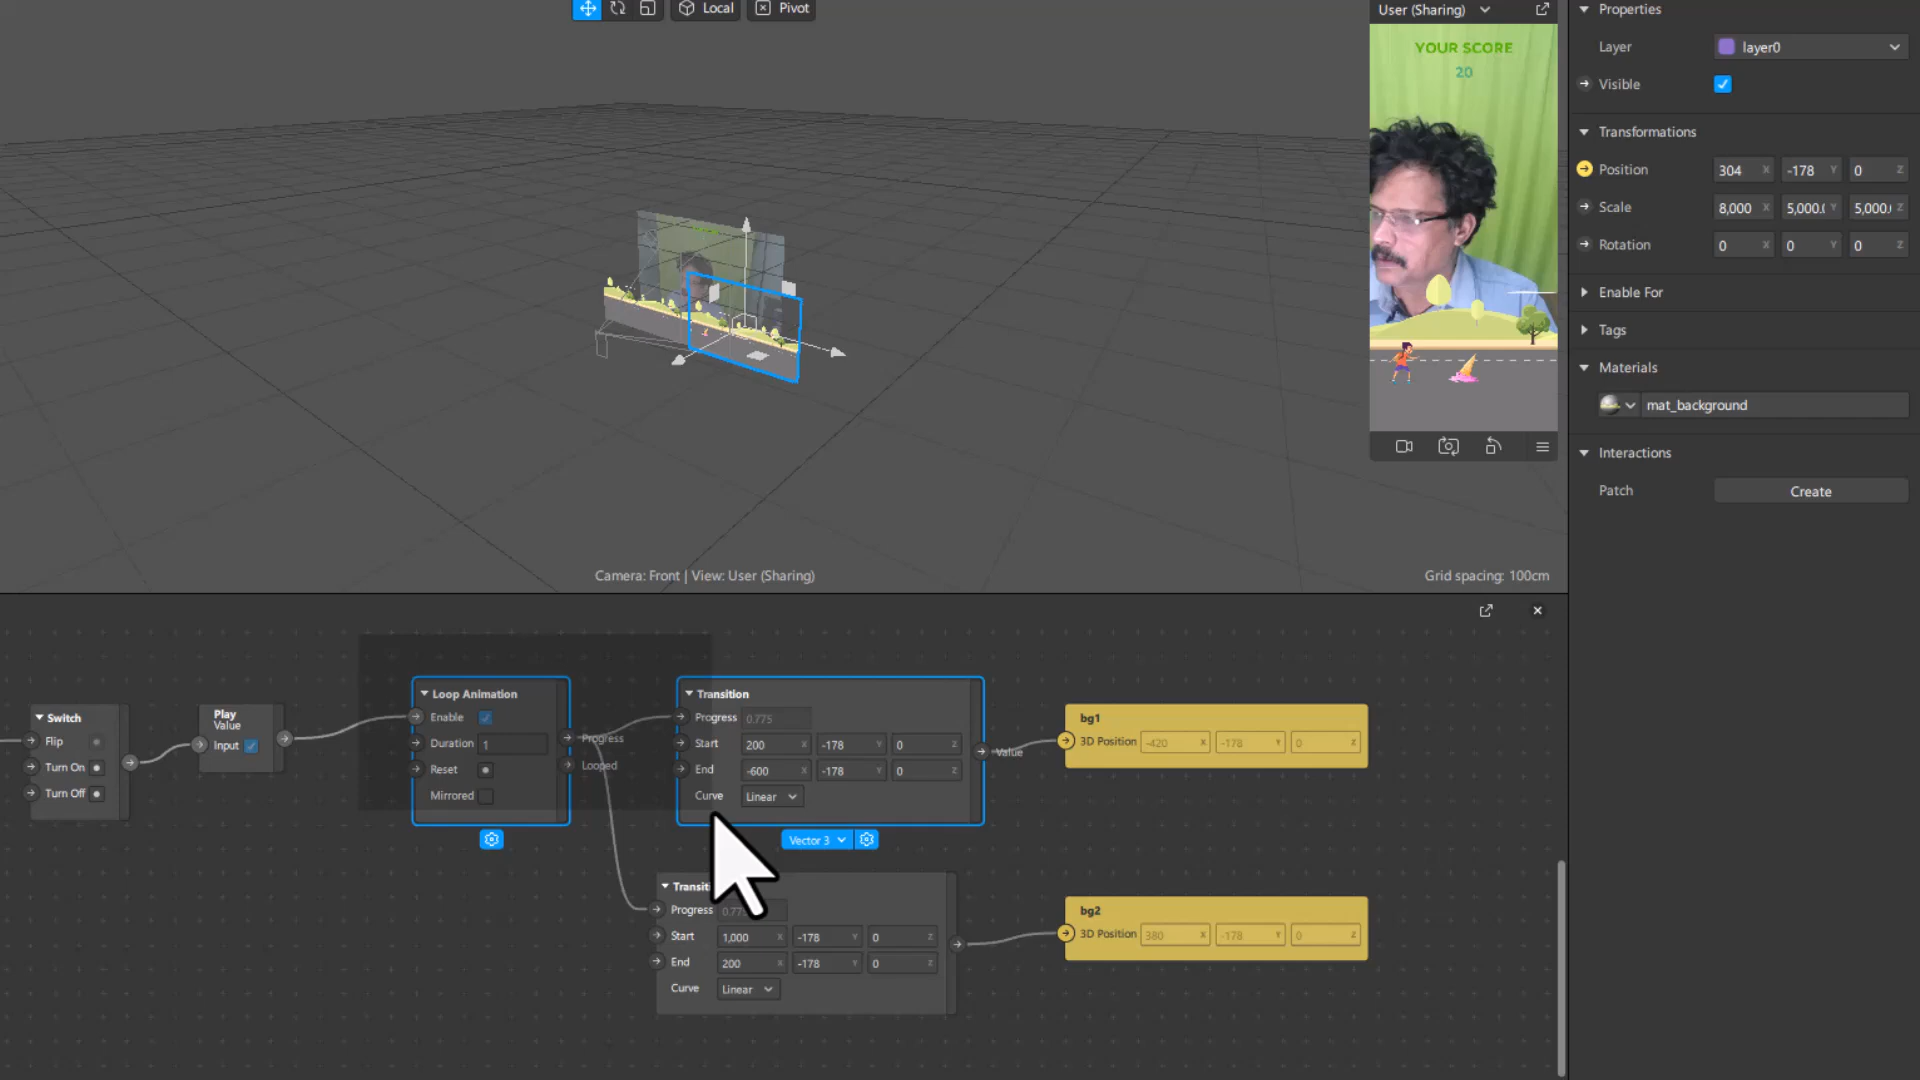 Local
Pivot
User (Sharing)
YOUR SCORE
20
Camera: Front | View: User (Sharing)
Grid spacing: 100cm
Properties
Layer
layer0
Visible
Transformations
Position
304 X
-178 Y
0 Z
Scale
8,000 X
5,000.( Y
5,000.( Z
Rotation
0 X
0 Y
0 Z
Enable For
Tags
Materials
mat_background
Interactions
Patch
Create
Switch
Flip
Turn On
Turn Off
Play
Value
Input
Loop Animation
Enable
Duration 1
Reset
Mirrored
Progress
Looped
Transition
Progress 0.775
Start 200 X -178 Y 0 Z
End -600 X -178 Y 0 Z
Curve Linear
Value
Vector 3
bg1
3D Position -420 X -178 Y 0 Z
Progress
Start 1,000 X -178 Y 0 Z
End 200 X -178 Y 0 Z
Curve Linear
bg2
3D Position 380 X -178 Y 0 Z